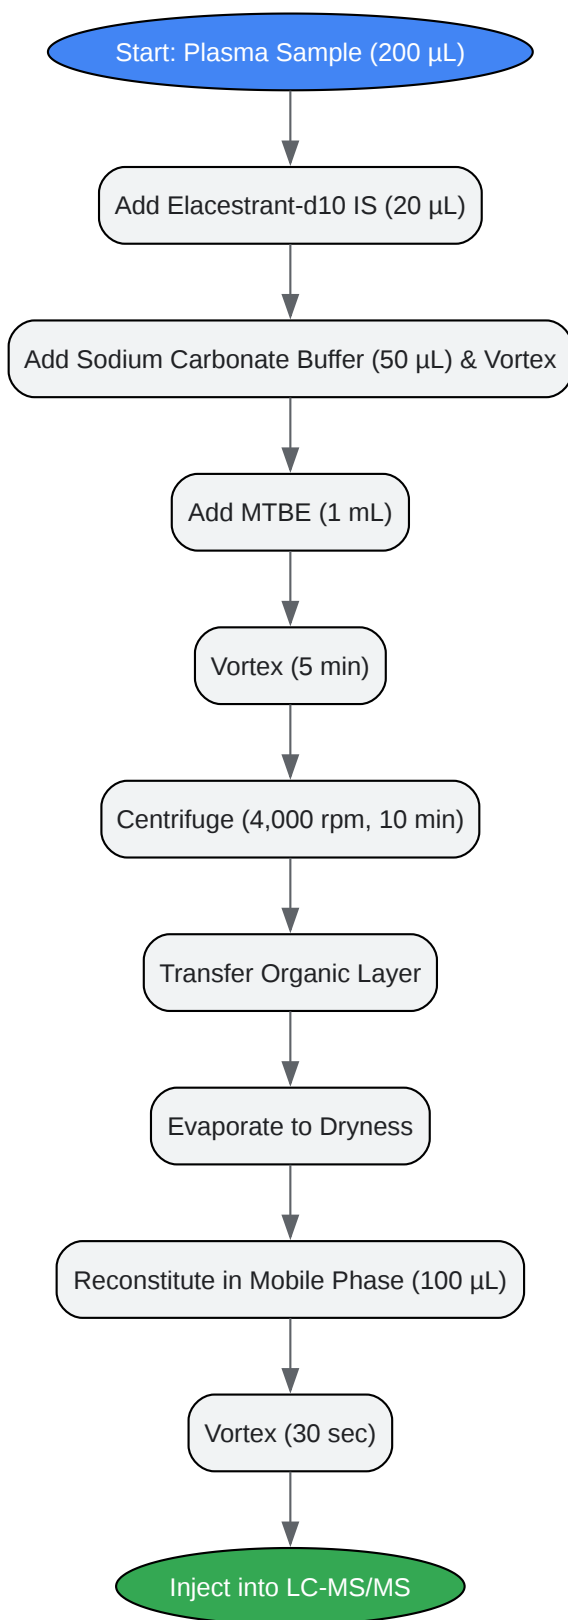 Start: Plasma Sample (200 µL)
Add Elacestrant-d10 IS (20 µL)
Add Sodium Carbonate Buffer (50 µL) & Vortex
Add MTBE (1 mL)
Vortex (5 min)
Centrifuge (4,000 rpm, 10 min)
Transfer Organic Layer
Evaporate to Dryness
Reconstitute in Mobile Phase (100 µL)
Vortex (30 sec)
Inject into LC-MS/MS